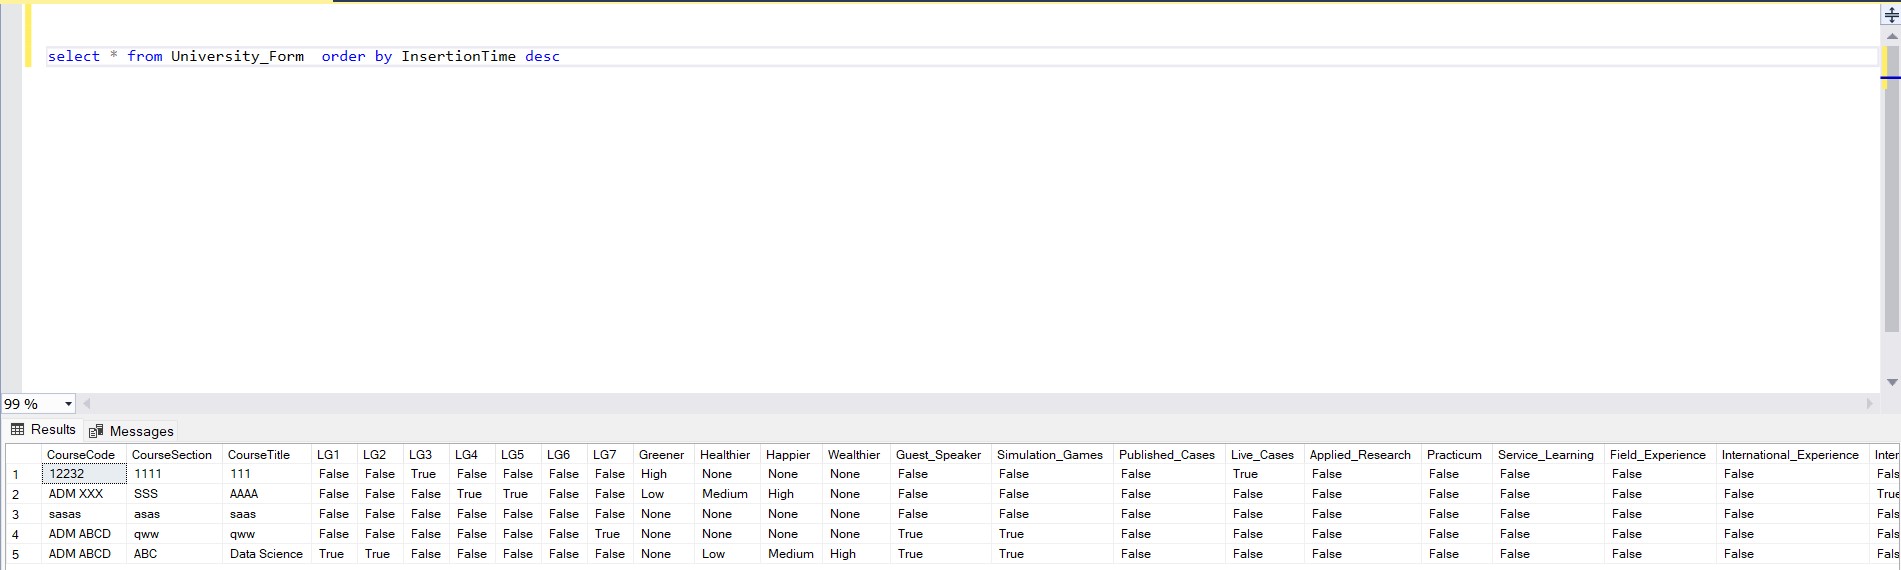 select * from University_Form  order by InsertionTime desc
99 %
Results Messages
CourseCode CourseSection CourseTitle LG1 LG2 LG3 LG4 LG5 LG6 LG7 Greener Healthier Happier Wealthier Guest_Speaker Simulation_Games Published_Cases Live_Cases Applied_Research Practicum Service_Learning Field_Experience International_Experience Inter
1 12232 1111 111 False False True False False False False High None None None False False False True False False False False False Fals
2 ADM XXX SSS AAAA False False False True True False False Low Medium High None False False False False False False False False False True
3 sasas asas saas False False False False False False False None None None None False False False False False False False False False Fals
4 ADM ABCD qww qww False False False False False False True None None None None True True False False False False False False False Fals
5 ADM ABCD ABC Data Science True True False False False False False None Low Medium High True True False False False False False False False Fals